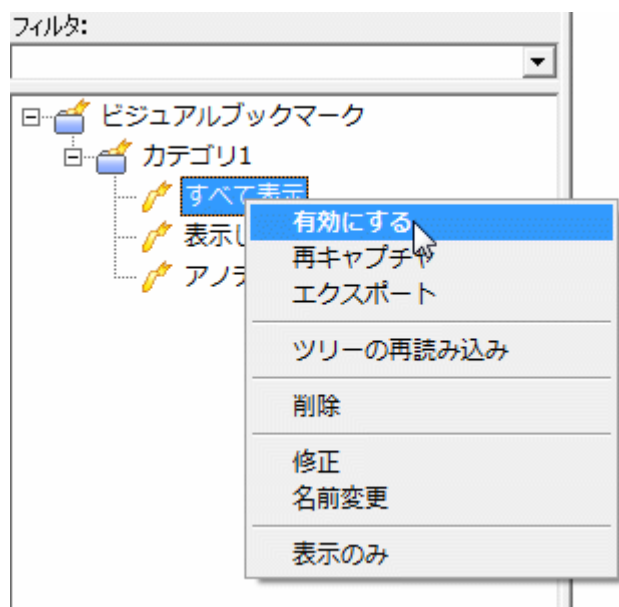 フィルタ:
ビジュアルブックマーク
カテゴリ1
すべて表示
表示し
アノテ
有効にする
再キャプチャ
エクスポート
ツリーの再読み込み
削除
修正
名前変更
表示のみ